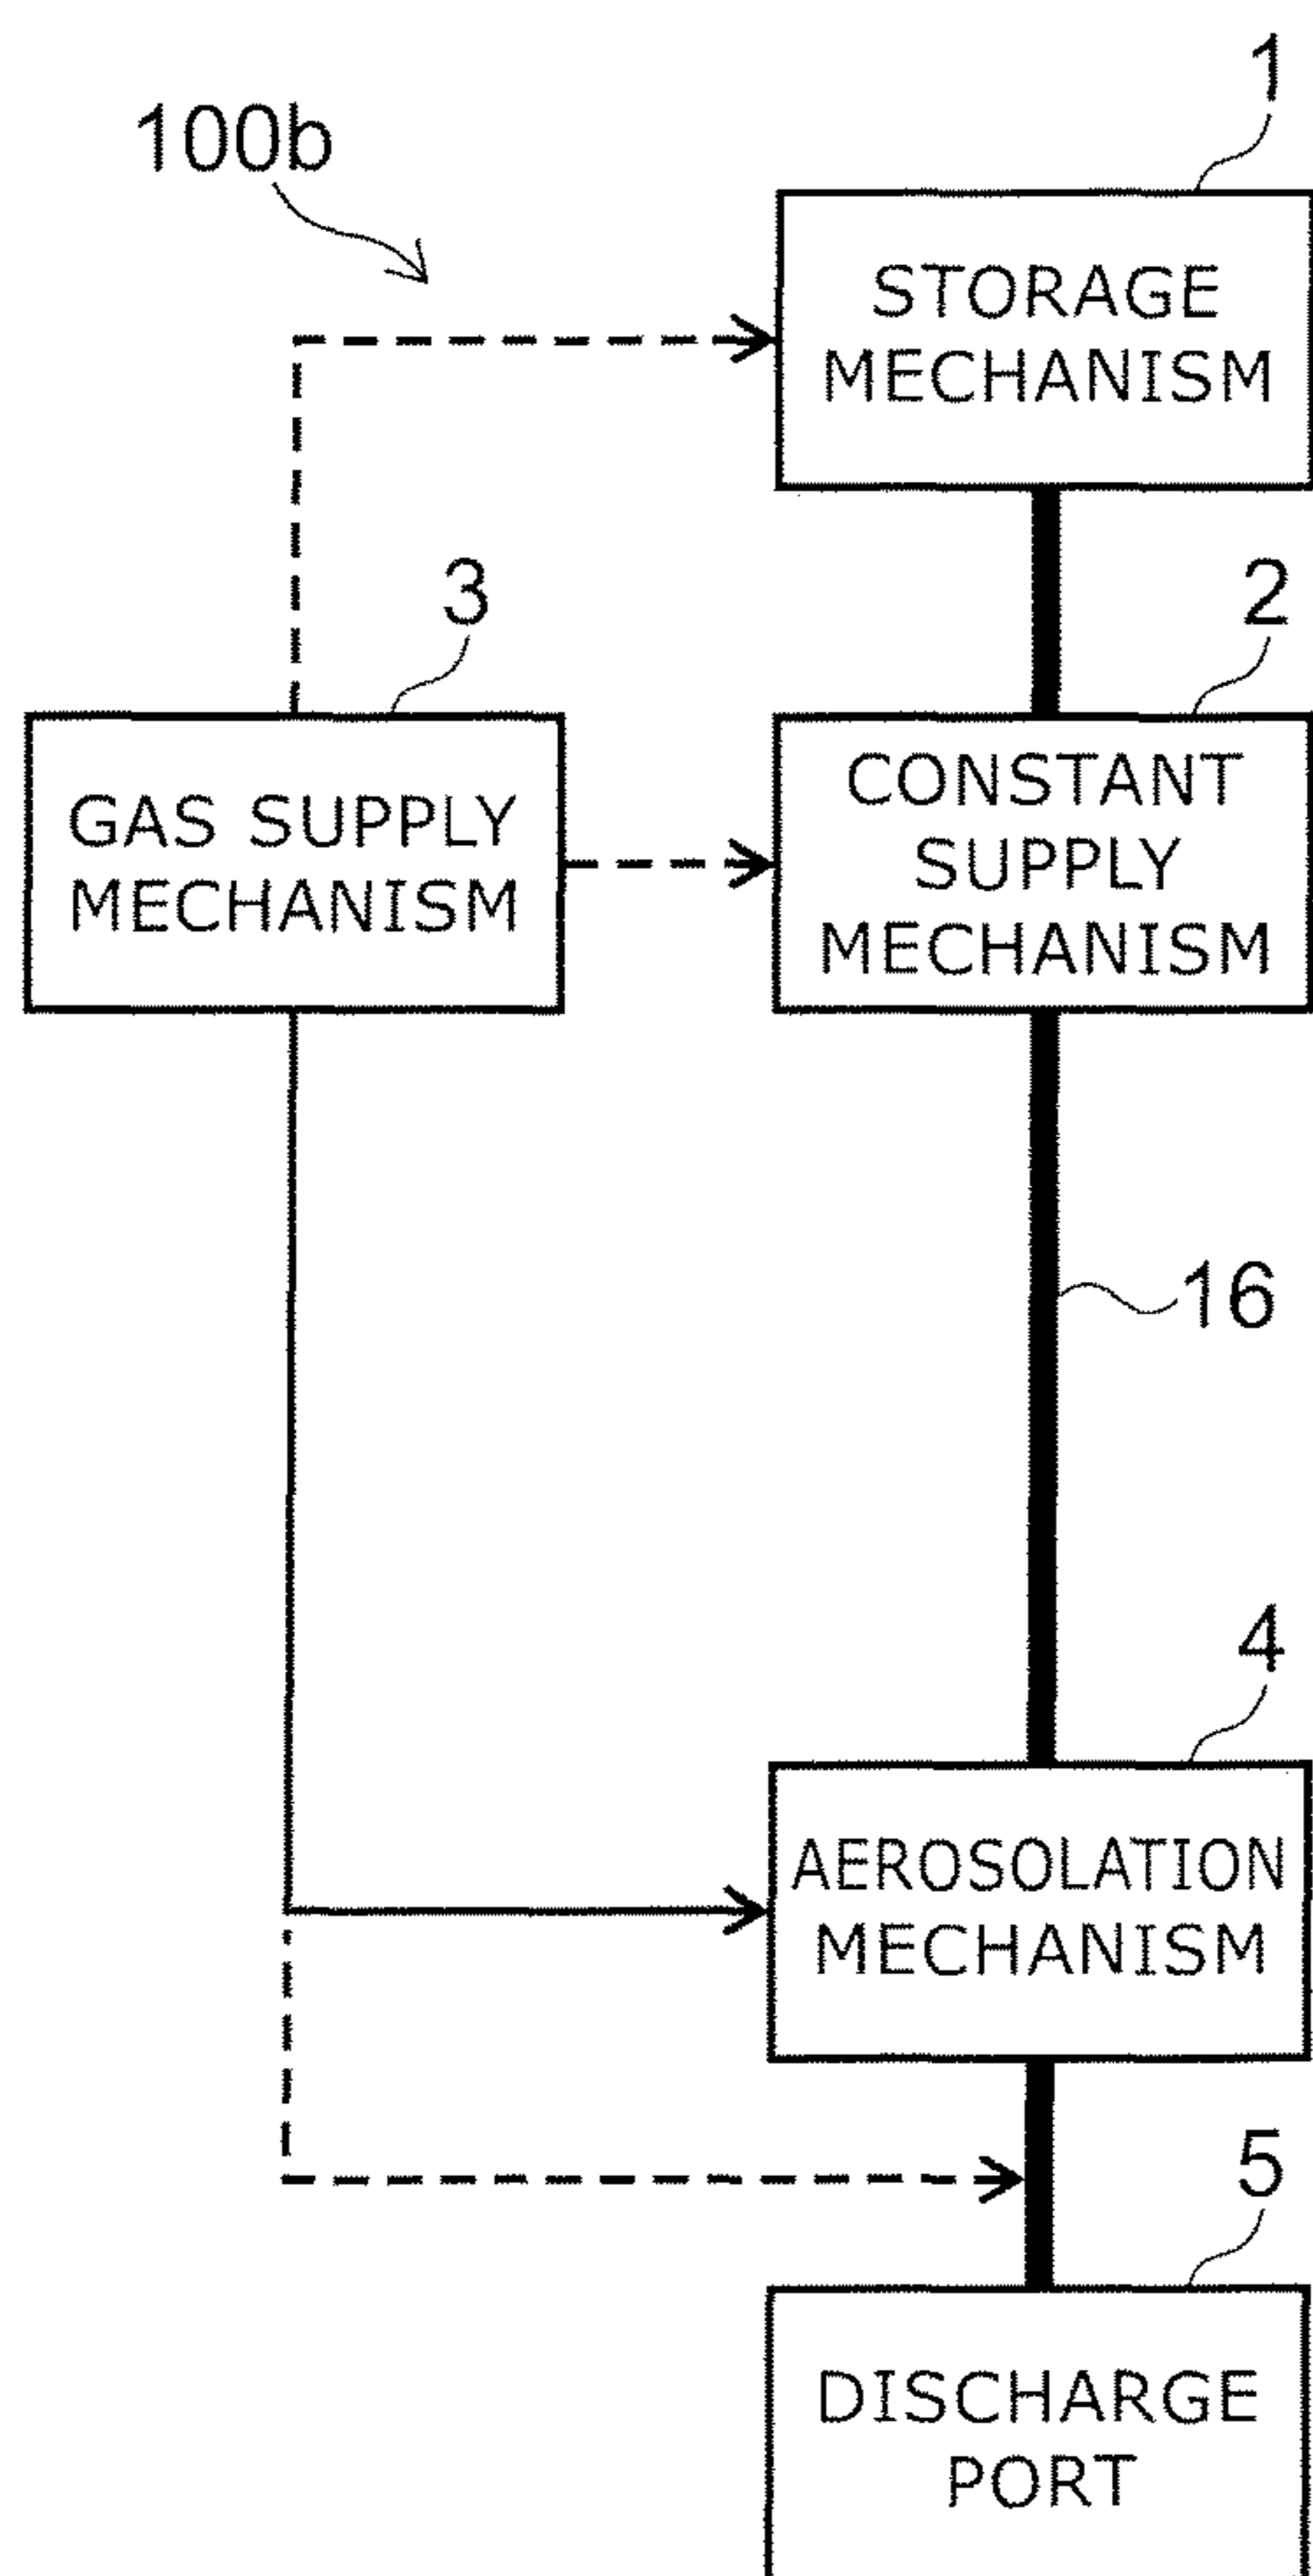 1
100b
STORAGE
MECHANISM
3
2
GAS SUPPLY
MECHANISM
CONSTANT
SUPPLY
MECHANISM
16
4
AEROSOLATION
MECHANISM
5
DISCHARGE
PORT